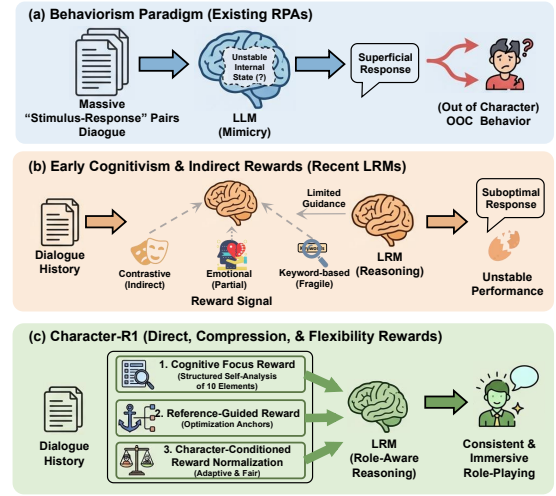 (a) Behaviorism Paradigm (Existing RPAs)
Unstable
Internal
State (?)
Superficial
Response
Massive
“Stimulus-Response” Pairs
Diaogue
LLM
(Mimicry)
(Out of Character)
OOC Behavior
(b) Early Cognitivism & Indirect Rewards (Recent LRMs)
Limited
Guidance
Suboptimal
Response
Dialogue
History
Contrastive
(Indirect)
Emotional
(Partial)
Keywords
Keyword-based
(Fragile)
Reward Signal
LRM
(Reasoning)
Unstable
Performance
(c) Character-R1 (Direct, Compression, & Flexibility Rewards)
1. Cognitive Focus Reward
(Structured Self-Analysis
of 10 Elements)
2. Reference-Guided Reward
(Optimization Anchors)
3. Character-Conditioned
Reward Normalization
(Adaptive & Fair)
Dialogue
History
LRM
(Role-Aware
Reasoning)
Consistent &
Immersive
Role-Playing